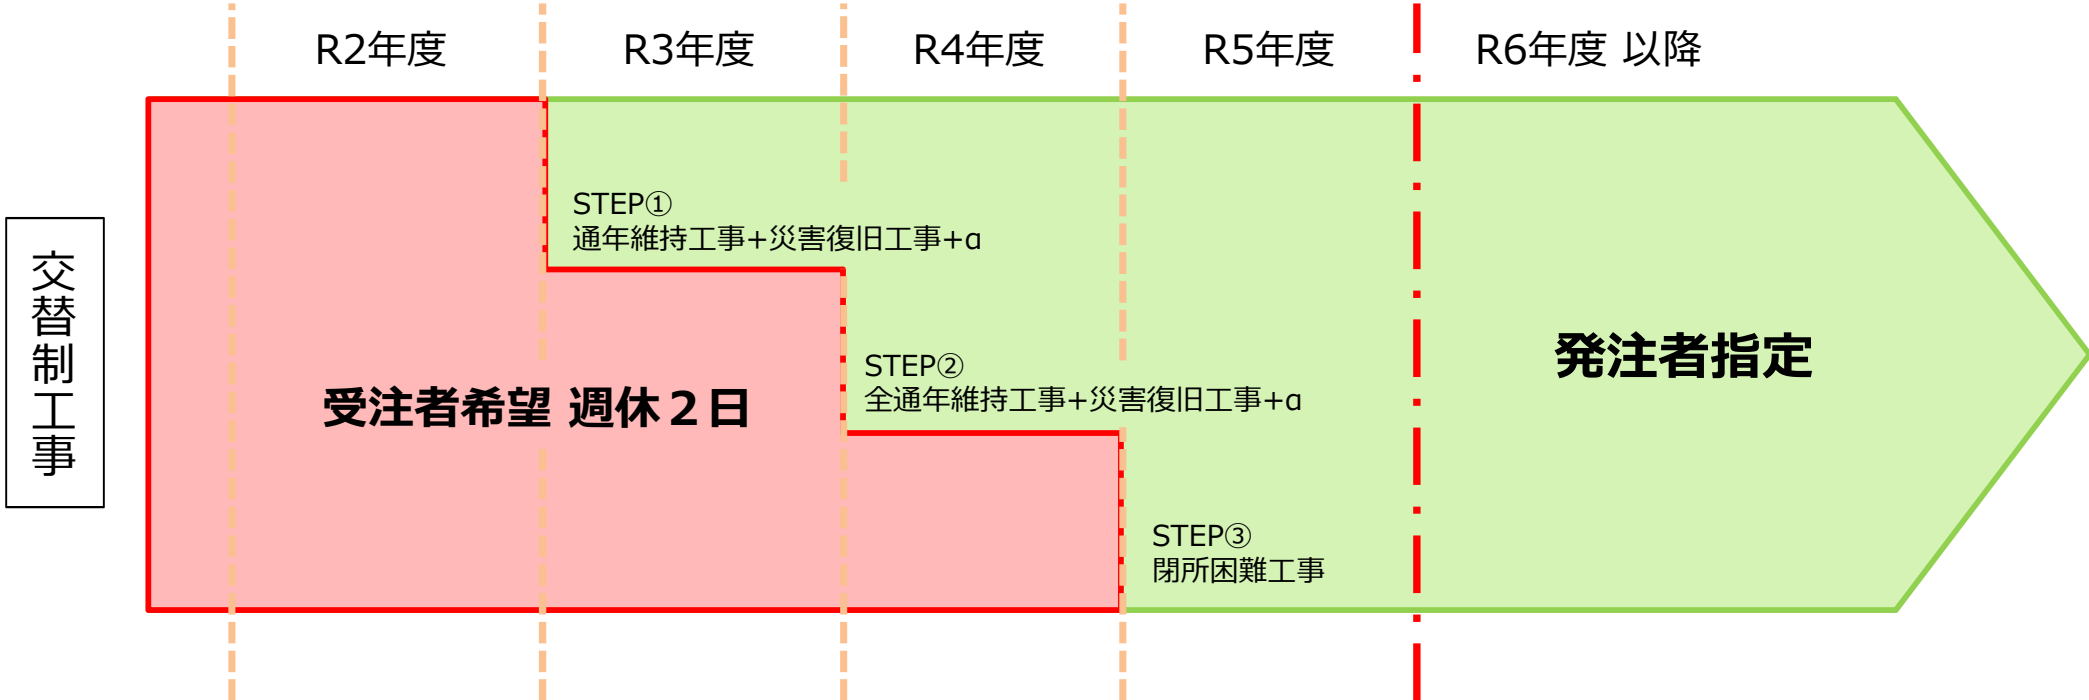 R2年度
R3年度
R4年度
R5年度
R6年度 以降
交替制工事
STEP①
通年維持工事+災害復旧工事+α
受注者希望 週休２日
STEP②
全通年維持工事+災害復旧工事+α
発注者指定
STEP③
閉所困難工事